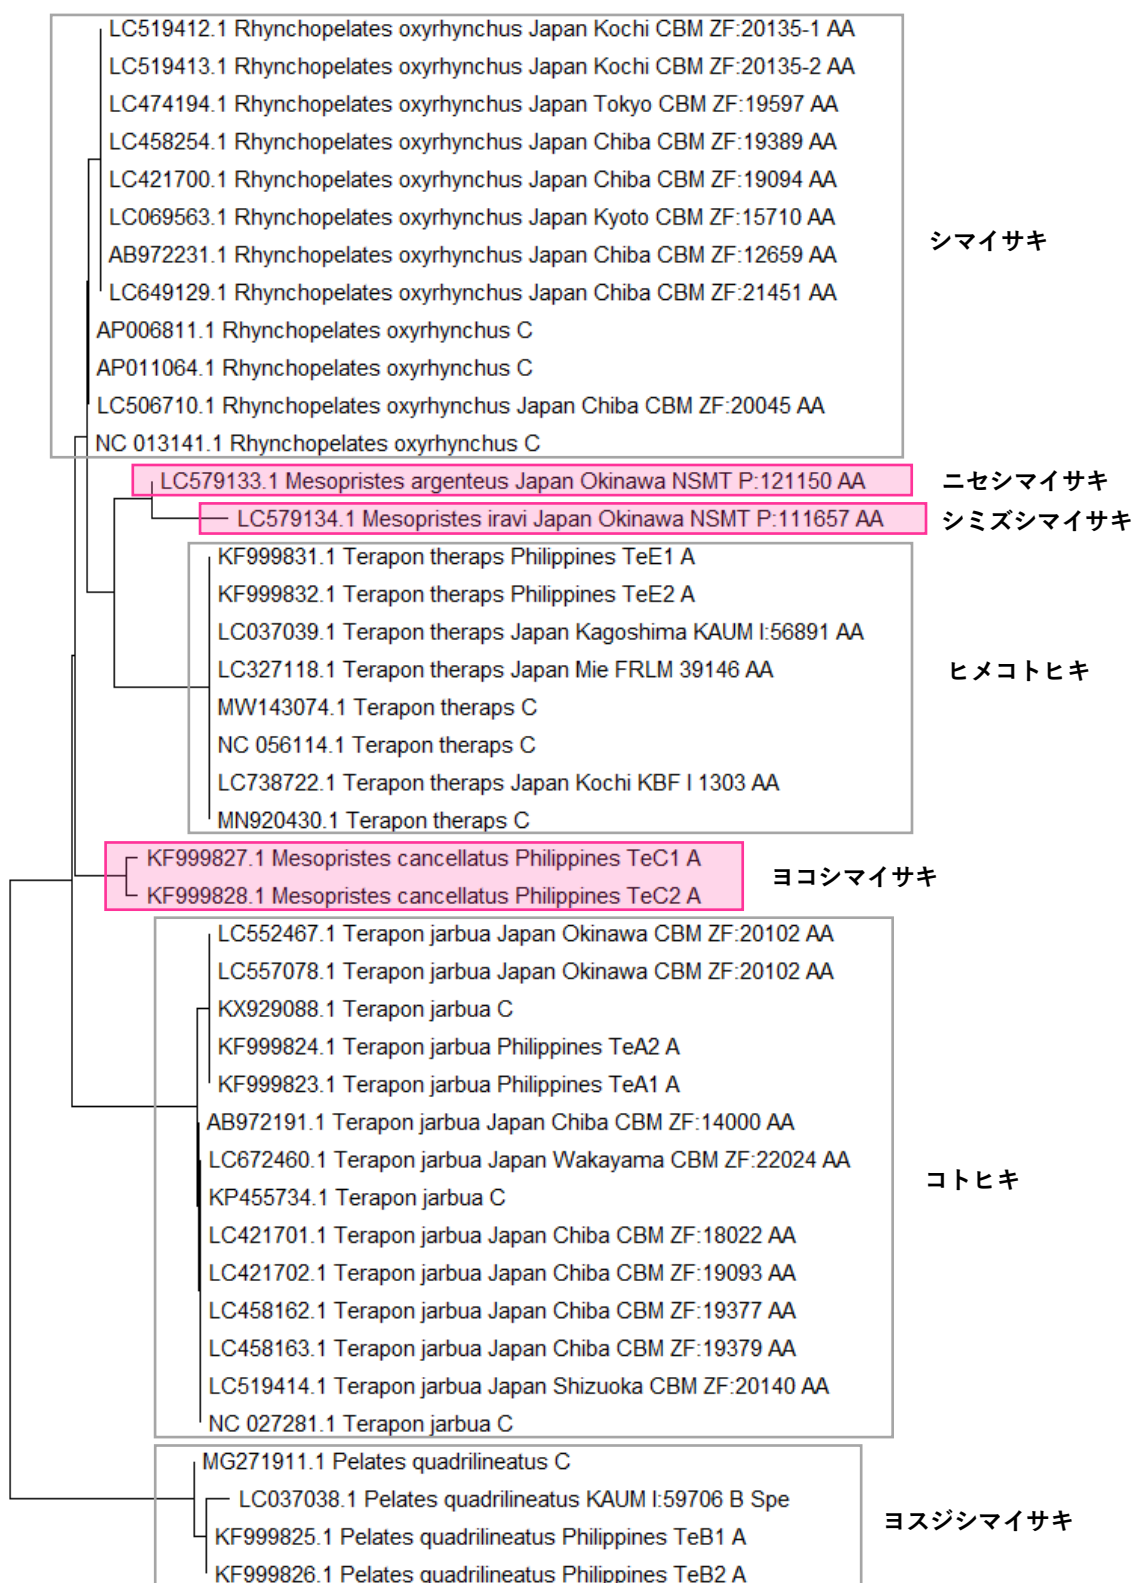 LC519412.1 Rhynchopelates oxyrhynchus Japan Kochi CBM ZF:20135-1 AA
LC519413.1 Rhynchopelates oxyrhynchus Japan Kochi CBM ZF:20135-2 AA
LC474194.1 Rhynchopelates oxyrhynchus Japan Tokyo CBM ZF:19597 AA
LC458254.1 Rhynchopelates oxyrhynchus Japan Chiba CBM ZF:19389 AA
LC421700.1 Rhynchopelates oxyrhynchus Japan Chiba CBM ZF:19094 AA
LC069563.1 Rhynchopelates oxyrhynchus Japan Kyoto CBM ZF:15710 AA
シマイサキ
AB972231.1 Rhynchopelates oxyrhynchus Japan Chiba CBM ZF:12659 AA
LC649129.1 Rhynchopelates oxyrhynchus Japan Chiba CBM ZF:21451 AA
AP006811.1 Rhynchopelates oxyrhynchus C
AP011064.1 Rhynchopelates oxyrhynchus C
LC506710.1 Rhynchopelates oxyrhynchus Japan Chiba CBM ZF:20045 AA
NC 013141.1 Rhynchopelates oxyrhynchus C
LC579133.1 Mesopristes argenteus Japan Okinawa NSMT P:121150 AA
ニセシマイサキ
LC579134.1 Mesopristes iravi Japan Okinawa NSMT P:111657 AA
シミズシマイサキ
KF999831.1 Terapon theraps Philippines TeE1 A
KF999832.1 Terapon theraps Philippines TeE2 A
LC037039.1 Terapon theraps Japan Kagoshima KAUM I:56891 AA
LC327118.1 Terapon theraps Japan Mie FRLM 39146 AA
ヒメコトヒキ
MW143074.1 Terapon theraps C
NC 056114.1 Terapon theraps C
LC738722.1 Terapon theraps Japan Kochi KBF I 1303 AA
MN920430.1 Terapon theraps C
KF999827.1 Mesopristes cancellatus Philippines TeC1 A
ヨコシマイサキ
KF999828.1 Mesopristes cancellatus Philippines TeC2 A
LC552467.1 Terapon jarbua Japan Okinawa CBM ZF:20102 AA
LC557078.1 Terapon jarbua Japan Okinawa CBM ZF:20102 AA
KX929088.1 Terapon jarbua C
KF999824.1 Terapon jarbua Philippines TeA2 A
KF999823.1 Terapon jarbua Philippines TeA1 A
AB972191.1 Terapon jarbua Japan Chiba CBM ZF:14000 AA
LC672460.1 Terapon jarbua Japan Wakayama CBM ZF:22024 AA
コトヒキ
KP455734.1 Terapon jarbua C
LC421701.1 Terapon jarbua Japan Chiba CBM ZF:18022 AA
LC421702.1 Terapon jarbua Japan Chiba CBM ZF:19093 AA
LC458162.1 Terapon jarbua Japan Chiba CBM ZF:19377 AA
LC458163.1 Terapon jarbua Japan Chiba CBM ZF:19379 AA
LC519414.1 Terapon jarbua Japan Shizuoka CBM ZF:20140 AA
NC 027281.1 Terapon jarbua C
MG271911.1 Pelates quadrilineatus C
LC037038.1 Pelates quadrilineatus KAUM I:59706 B Spe
ヨスジシマイサキ
KF999825.1 Pelates quadrilineatus Philippines TeB1 A
KF999826.1 Pelates quadrilineatus Philippines TeB2 A